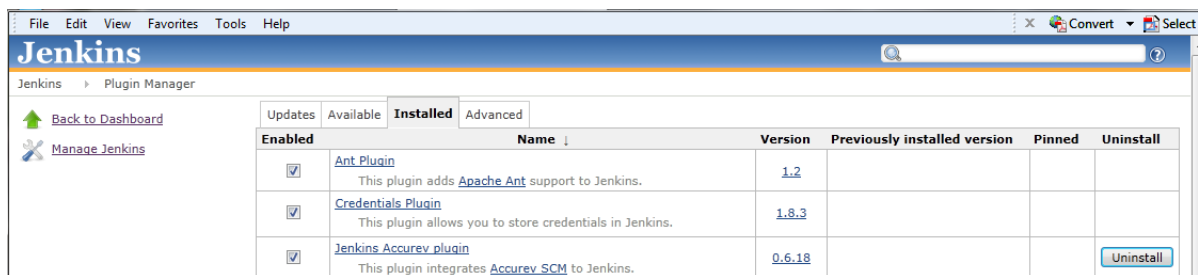 File Edit View Favorites Tools Help X Convert Select
Jenkins
Jenkins Plugin Manager
Back to Dashboard
Manage Jenkins
Updates Available Installed Advanced
Enabled Name ↓ Version Previously installed version Pinned Uninstall
Ant Plugin
This plugin adds Apache Ant support to Jenkins.
1.2
Credentials Plugin
This plugin allows you to store credentials in Jenkins.
1.8.3
Jenkins Accurev plugin
This plugin integrates Accurev SCM to Jenkins.
0.6.18
Uninstall